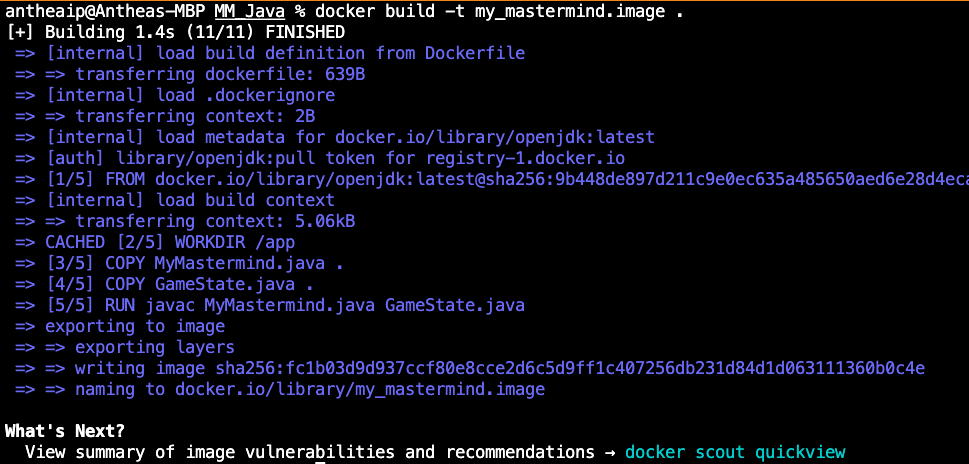 antheaip@Antheas-MBP MM_Java % docker build -t my_mastermind.image .
[+] Building 1.4s (11/11) FINISHED
=> [internal] load build definition from Dockerfile
=> => transferring dockerfile: 639B
=> [internal] load .dockerignore
=> => transferring context: 2B
=> [internal] load metadata for docker.io/library/openjdk:latest
=> [auth] library/openjdk:pull token for registry-1.docker.io
=> [1/5] FROM docker.io/library/openjdk:latest@sha256:9b448de897d211c9e0ec635a485650aed6e28d4eca
=> [internal] load build context
=> => transferring context: 5.06kB
=> CACHED [2/5] WORKDIR /app
=> [3/5] COPY MyMastermind.java .
=> [4/5] COPY GameState.java .
=> [5/5] RUN javac MyMastermind.java GameState.java
=> exporting to image
=> => exporting layers
=> => writing image sha256:fc1b03d9d937ccf80e8cce2d6c5d9ff1c407256db231d84d1d063111360b0c4e
=> => naming to docker.io/library/my_mastermind.image
What's Next?
View summary of image vulnerabilities and recommendations → docker scout quickview